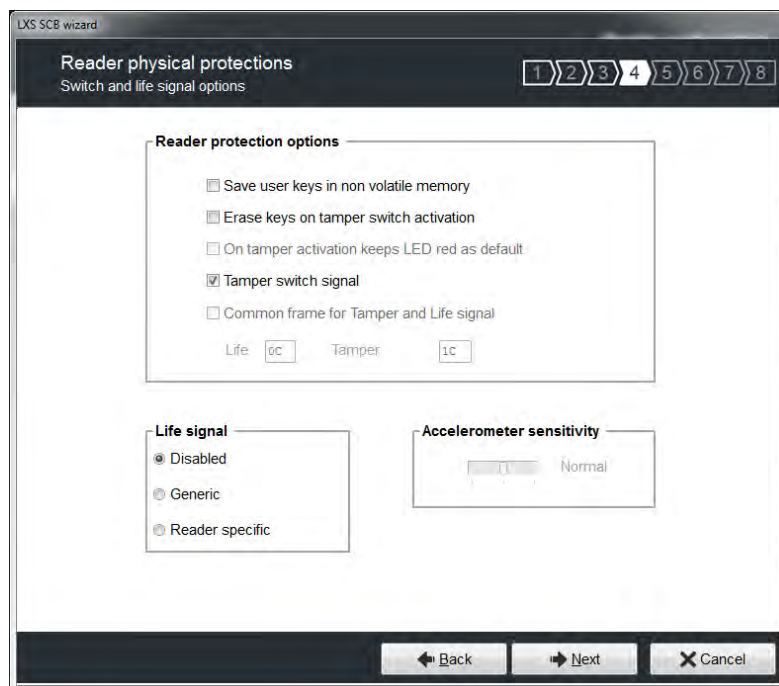 LXS SCB wizard
Reader physical protections
Switch and life signal options
1 2 3 4 5 6 7 8
Reader protection options
Save user keys in non volatile memory
Erase keys on tamper switch activation
On tamper activation keeps LED red as default
Tamper switch signal
Common frame for Tamper and Life signal
Life 0C Tamper 1C
Life signal
Disabled
Generic
Reader specific
Accelerometer sensitivity
Normal
Back Next Cancel